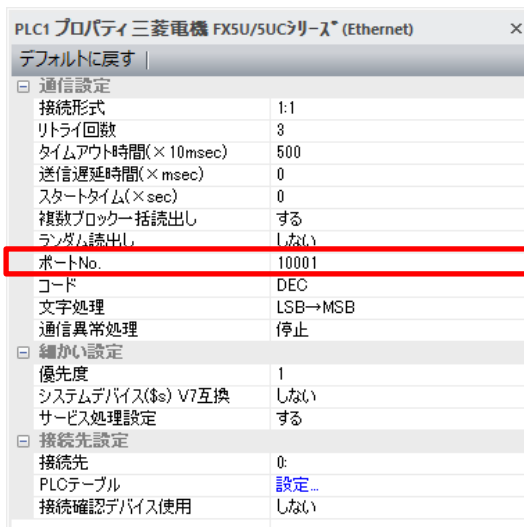 PLC1 プロパティ 三菱電機 FX5U/5UCｼﾘｰｽﾞ (Ethernet) ×
デフォルトに戻す
通信設定
接続形式 1:1
リトライ回数 3
タイムアウト時間(×10msec) 500
送信遅延時間(×msec) 0
スタートタイム(×sec) 0
複数ブロック一括読出し する
ランダム読出し しない
ポートNo. 10001
コード DEC
文字処理 LSB→MSB
通信異常処理 停止
細かい設定
優先度 1
システムデバイス($s) V7互換 しない
サービス処理設定 する
接続先設定
接続先 0:
PLCテーブル 設定...
接続確認デバイス使用 しない